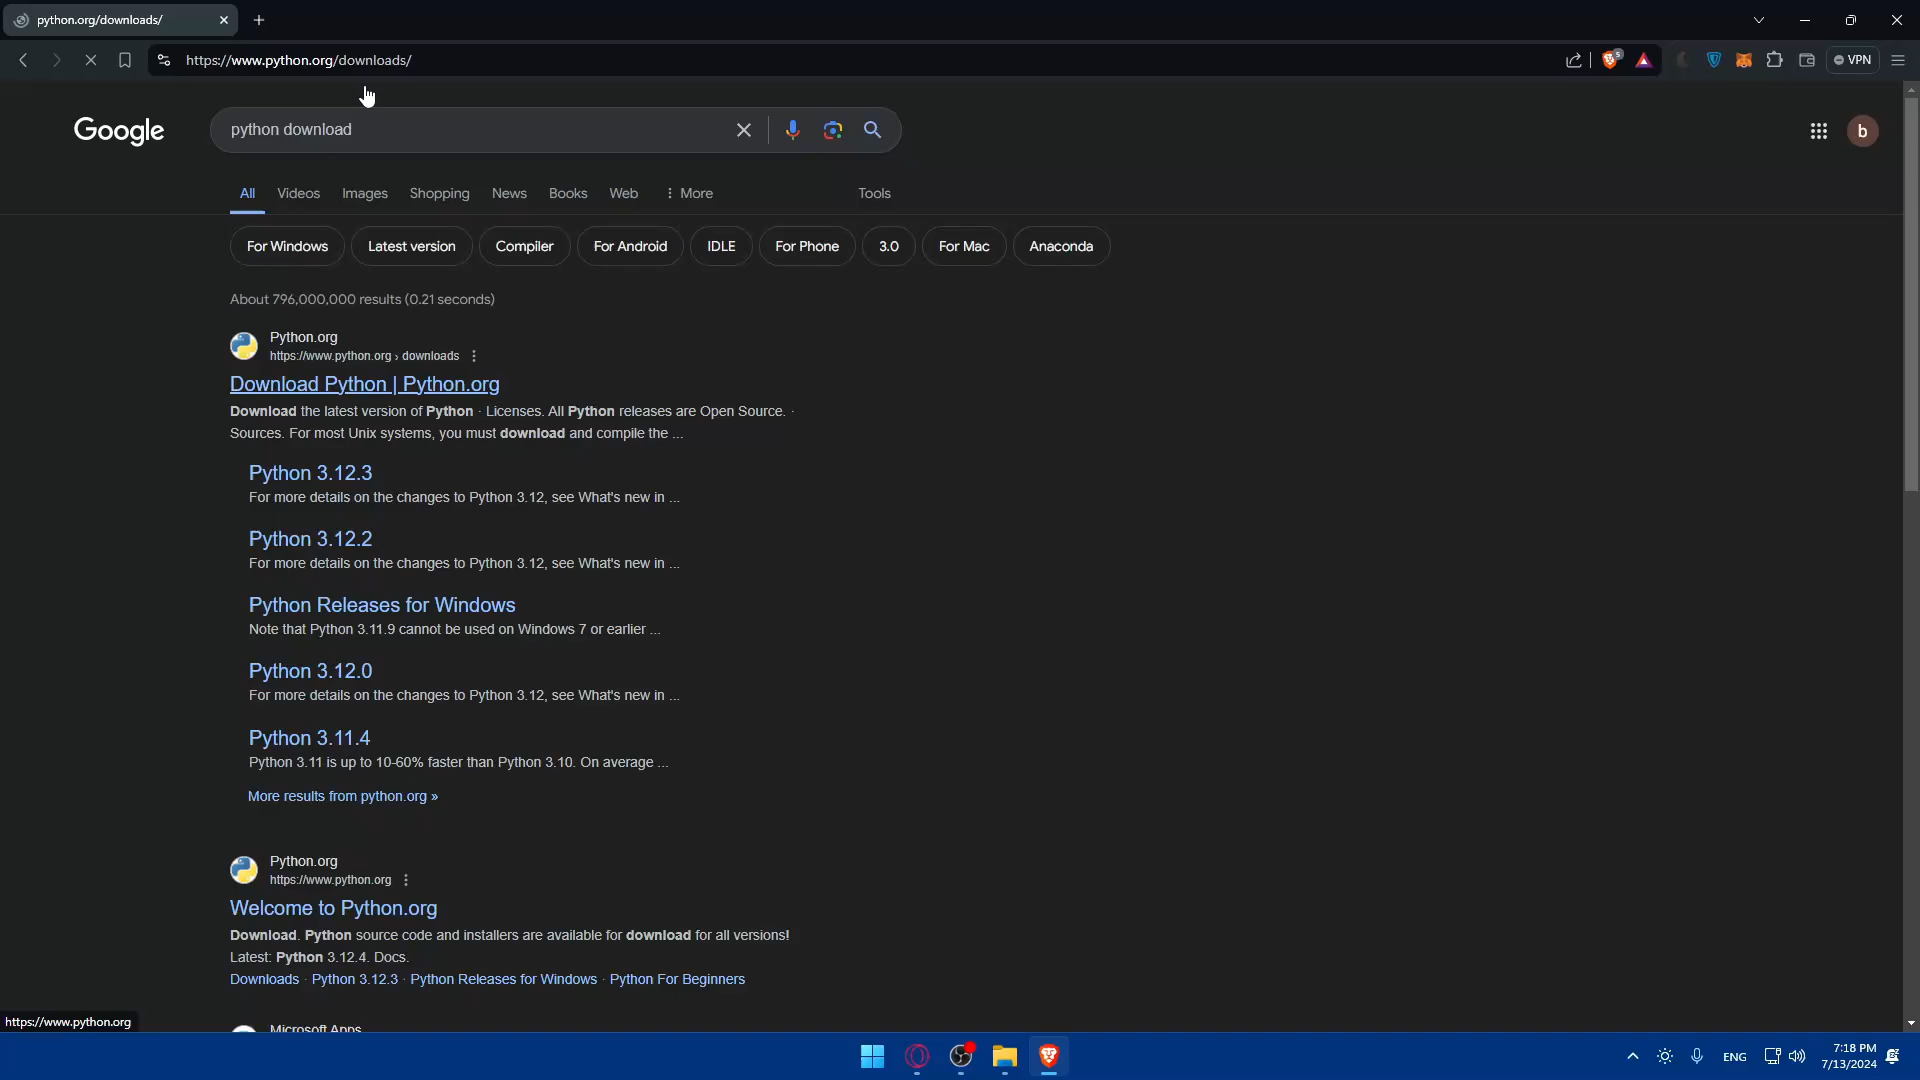 python.org/downloads/
https://www.python.org/downloads/
5
VPN
Google
python download
b
All Videos Images Shopping News Books Web More Tools
For Windows Latest version Compiler For Android IDLE For Phone 3.0 For Mac Anaconda
About 796,000,000 results (0.21 seconds)
Python.org
https://www.python.org › downloads
Download Python | Python.org
Download the latest version of Python · Licenses. All Python releases are Open Source. ·
Sources. For most Unix systems, you must download and compile the ...
Python 3.12.3
For more details on the changes to Python 3.12, see What's new in ...
Python 3.12.2
For more details on the changes to Python 3.12, see What's new in ...
Python Releases for Windows
Note that Python 3.11.9 cannot be used on Windows 7 or earlier ...
Python 3.12.0
For more details on the changes to Python 3.12, see What's new in ...
Python 3.11.4
Python 3.11 is up to 10-60% faster than Python 3.10. On average ...
More results from python.org »
Python.org
https://www.python.org
Welcome to Python.org
Download. Python source code and installers are available for download for all versions!
Latest: Python 3.12.4. Docs.
Downloads · Python 3.12.3 · Python Releases for Windows · Python For Beginners
Microsoft Apps
https://www.python.org
ENG
7:18 PM
7/13/2024